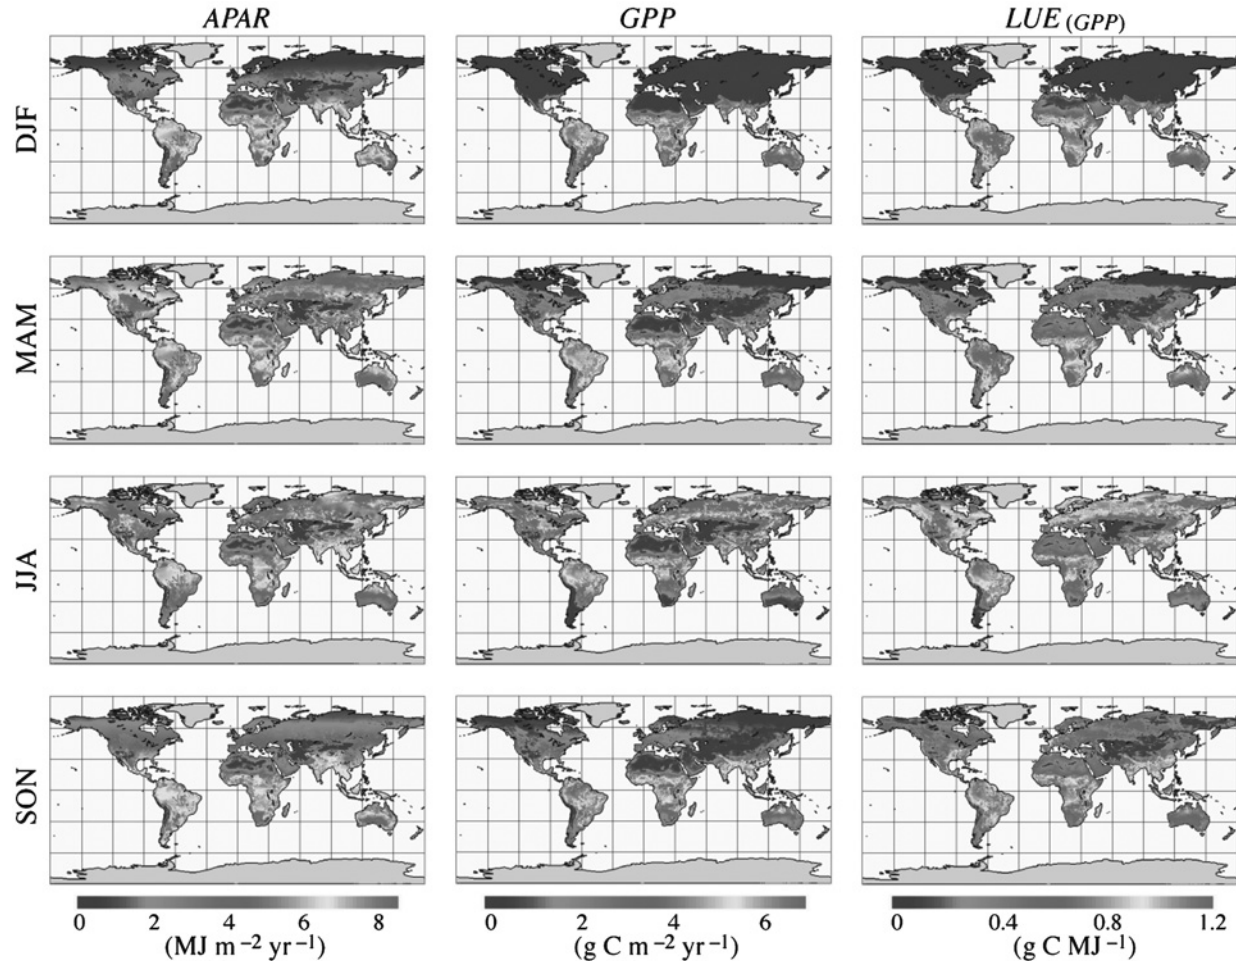 APAR GPP LUE (GPP)
DJF
MAM
JJA
SON
0 2 4 6 8 0 2 4 6 0 0.4 0.8 1.2
(MJ m⁻² yr⁻¹) (g C m⁻² yr⁻¹) (g C MJ⁻¹)